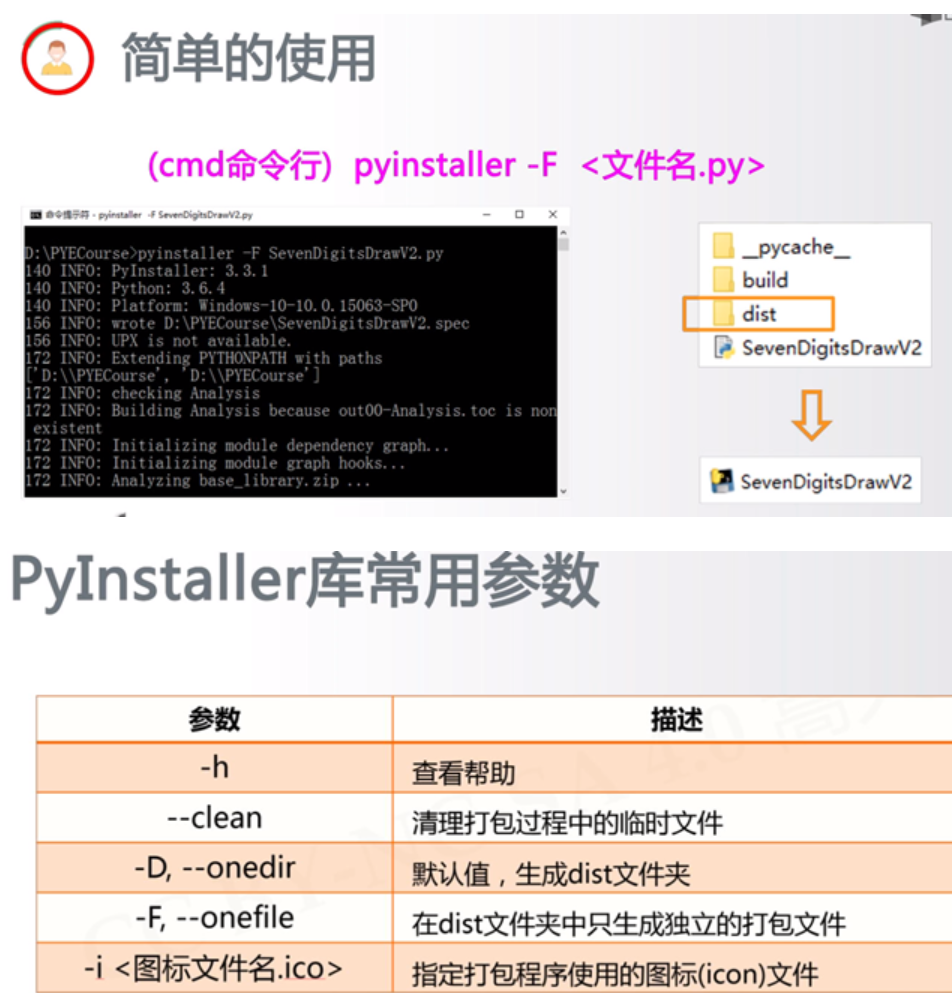 简单的使用
(cmd命令行) pyinstaller -F <文件名.py>
命令提示符 - pyinstaller -F SevenDigitsDrawV2.py
D:\PYECourse>pyinstaller -F SevenDigitsDrawV2.py
140 INFO: PyInstaller: 3.3.1
140 INFO: Python: 3.6.4
140 INFO: Platform: Windows-10-10.0.15063-SP0
156 INFO: wrote D:\PYECourse\SevenDigitsDrawV2.spec
156 INFO: UPX is not available.
172 INFO: Extending PYTHONPATH with paths
['D:\\PYECourse', 'D:\\PYECourse']
172 INFO: checking Analysis
172 INFO: Building Analysis because out00-Analysis.toc is non
existent
172 INFO: Initializing module dependency graph...
172 INFO: Initializing module graph hooks...
172 INFO: Analyzing base_library.zip ...
__pycache__
build
dist
SevenDigitsDrawV2
SevenDigitsDrawV2
PyInstaller库常用参数
参数 描述
-h 查看帮助
--clean 清理打包过程中的临时文件
-D, --onedir 默认值，生成dist文件夹
-F, --onefile 在dist文件夹中只生成独立的打包文件
-i <图标文件名.ico> 指定打包程序使用的图标(icon)文件